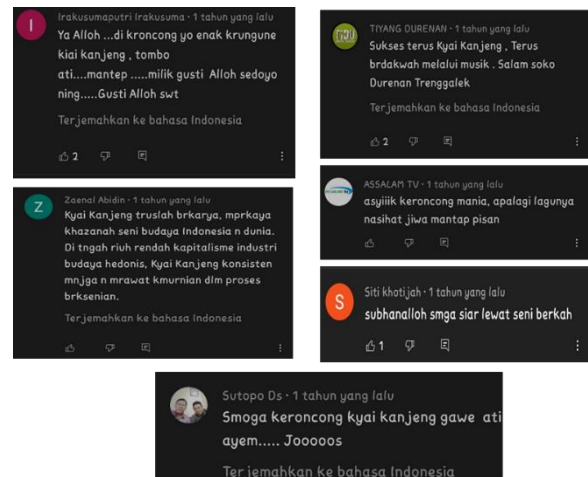 I
Irakusumaputri Irakusuma · 1 tahun yang lalu
Ya Alloh ...di kroncong yo enak krungune
kiai kanjeng , tombo
ati....mantep .....milik gusti Alloh sedoyo
ning.....Gusti Alloh swt
Terjemahkan ke bahasa Indonesia
2
Z
Zaenal Abidin · 1 tahun yang lalu
Kyai Kanjeng truslah brkarya, mprkaya
khazanah seni budaya Indonesia n dunia.
Di tngah riuh rendah kapitalisme industri
budaya hedonis, Kyai Kanjeng konsisten
mnjga n mrawat kmurnian dlm proses
brksenian.
Terjemahkan ke bahasa Indonesia
TIYANG DURENAN · 1 tahun yang lalu
Sukses terus Kyai Kanjeng , Terus
brdakwah melalui musik . Salam soko
Durenan Trenggalek
Terjemahkan ke bahasa Indonesia
2
ASSALAM TV · 1 tahun yang lalu
asyiiik keroncong mania, apalagi lagunya
nasihat jiwa mantap pisan
S
Siti khotijah · 1 tahun yang lalu
subhanalloh smga siar lewat seni berkah
1
Sutopo Ds · 1 tahun yang lalu
Smoga keroncong kyai kanjeng gawe ati
ayem..... Jooooos
Terjemahkan ke bahasa Indonesia